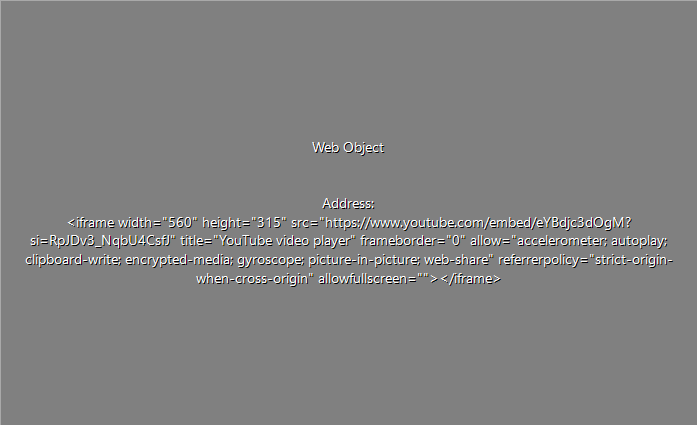 Web Object
Address:
<iframe width="560" height="315" src="https://www.youtube.com/embed/eYBdjc3dOgM?
si=RpJDv3_NqbU4CsfJ" title="YouTube video player" frameborder="0" allow="accelerometer; autoplay;
clipboard-write; encrypted-media; gyroscope; picture-in-picture; web-share" referrerpolicy="strict-origin-
when-cross-origin" allowfullscreen=""></iframe>